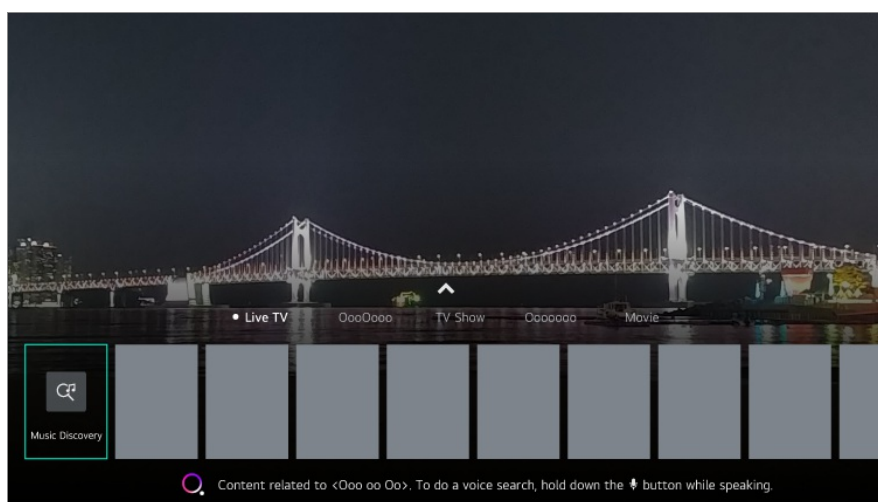 Live TV OooOooo TV Show Ooooooo Movie
Music Discovery
Content related to <Ooo oo Oo>. To do a voice search, hold down the button while speaking.